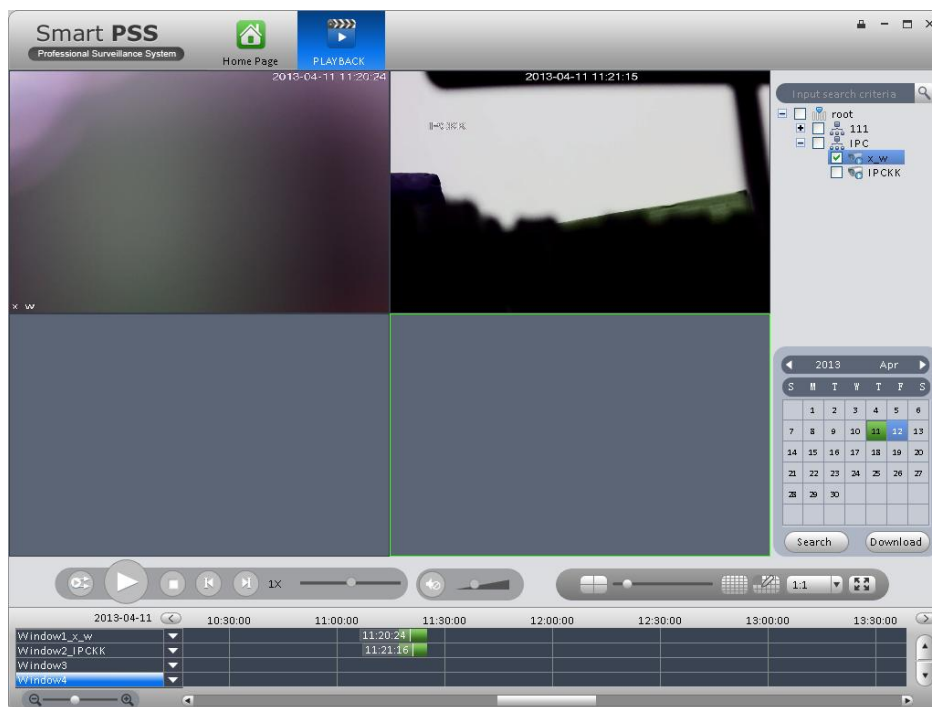 Smart PSS
Professional Surveillance System
Home Page
PLAYBACK
2013-04-11 11:20:24
x w
2013-04-11 11:21:15
Input search criteria
root
111
IPC
x_w
IPCKK
2013 Apr
S M T W T F S
1 2 3 4 5 6
7 8 9 10 11 12 13
14 15 16 17 18 19 20
21 22 23 24 25 26 27
28 29 30
Search Download
1X
1:1
2013-04-11 10:30:00 11:00:00 11:30:00 12:00:00 12:30:00 13:00:00 13:30:00
Window1_x_w 11:20:24
Window2_IPCKK 11:21:16
Window3
Window4